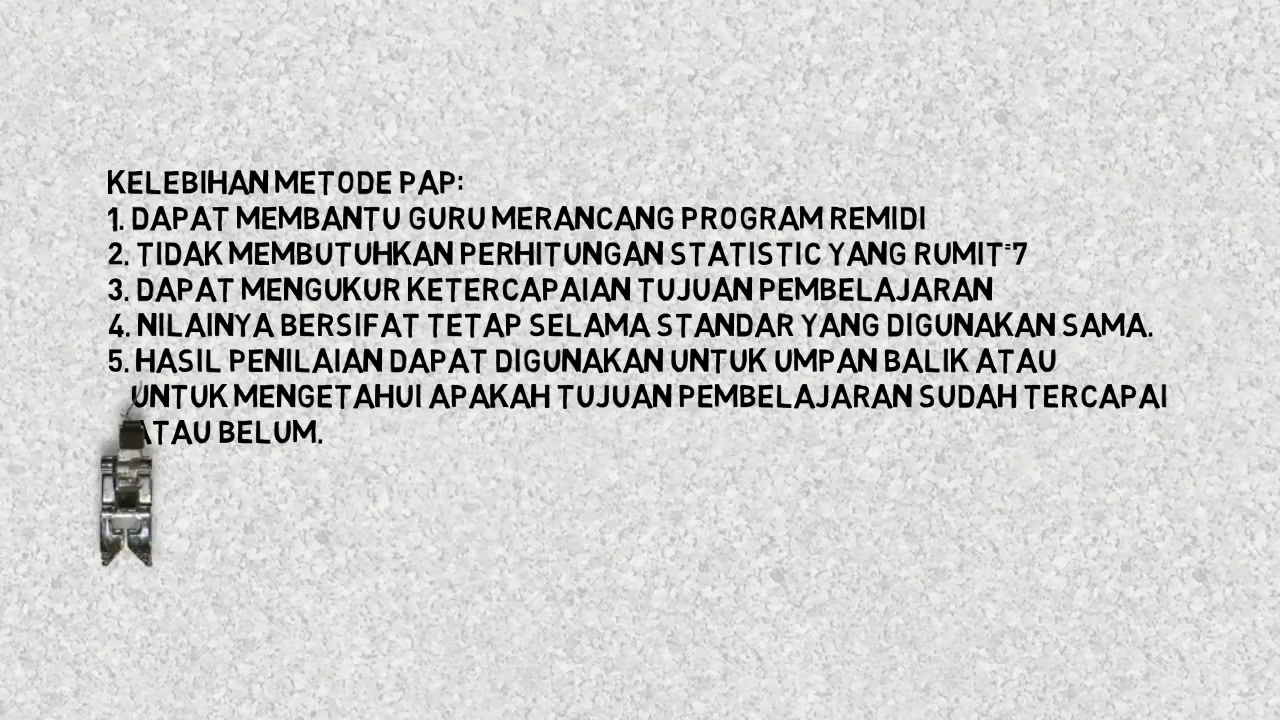 KELEBIHAN METODE PAP:
1. DAPAT MEMBANTU GURU MERANCANG PROGRAM REMIDI
2. TIDAK MEMBUTUHKAN PERHITUNGAN STATISTIC YANG RUMIT⁼7
3. DAPAT MENGUKUR KETERCAPAIAN TUJUAN PEMBELAJARAN
4. NILAINYA BERSIFAT TETAP SELAMA STANDAR YANG DIGUNAKAN SAMA.
5. HASIL PENILAIAN DAPAT DIGUNAKAN UNTUK UMPAN BALIK ATAU
UNTUK MENGETAHUI APAKAH TUJUAN PEMBELAJARAN SUDAH TERCAPAI
ATAU BELUM.